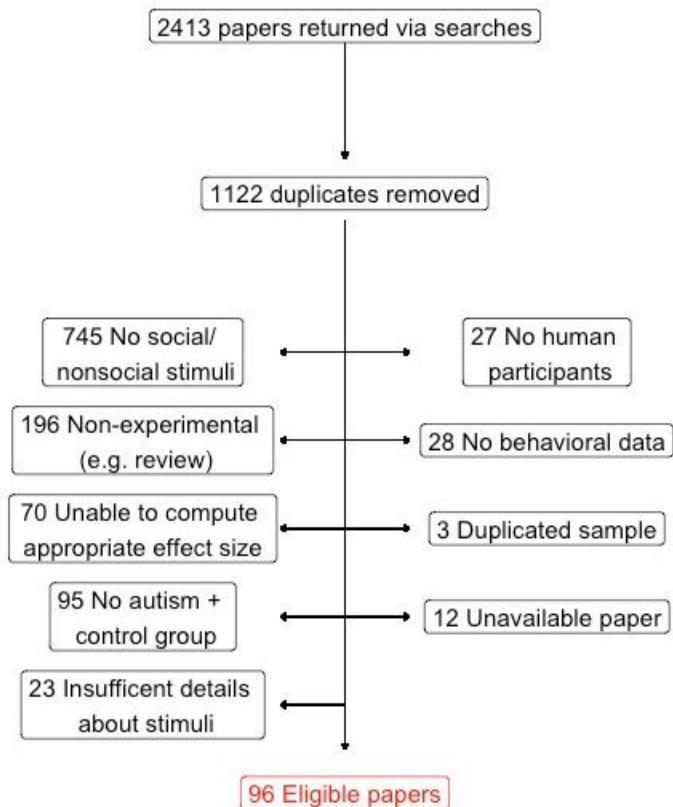 2413 papers returned via searches
1122 duplicates removed
745 No social/
nonsocial stimuli
27 No human
participants
196 Non-experimental
(e.g. review)
28 No behavioral data
70 Unable to compute
appropriate effect size
3 Duplicated sample
95 No autism +
control group
12 Unavailable paper
23 Insufficent details
about stimuli
96 Eligible papers